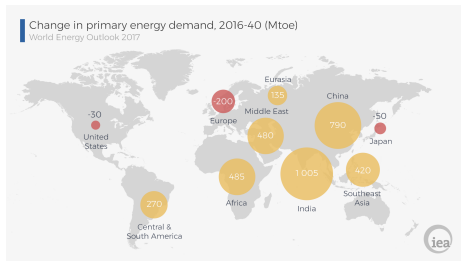 Change in primary energy demand, 2016-40 (Mtoe)
World Energy Outlook 2017
Eurasia
135
China
790
-30
United
States
-200
Europe
Middle East
480
-50
Japan
485
Africa
1 005
India
420
Southeast
Asia
270
Central &
South America
iea